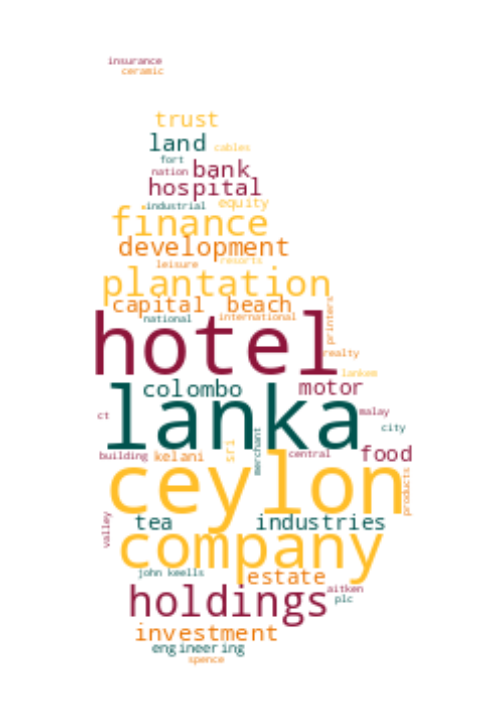 insurance
ceramic
trust
land cables
fort
nation bank
hospital
industrial equity
finance
development
leisure resorts
plantation
capital beach
national international
printers
hotel
realty
lankem
colombo motor
lanka
ct malay
city
merchant
sri
building kelani central food
ceylon
products
tea industries
valley
company
john keells estate
aitken
holdings plc
investment
engineering
spence